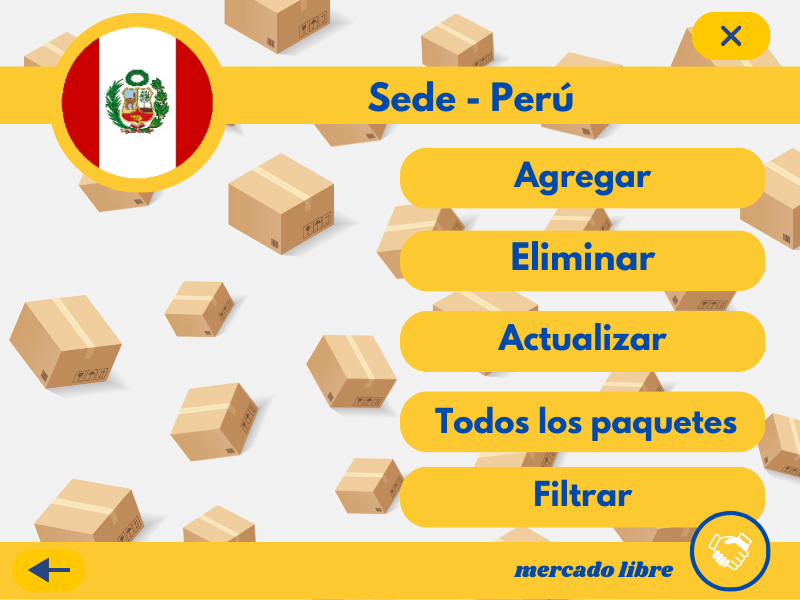 Sede - Perú
Agregar
Eliminar
Actualizar
Todos los paquetes
Filtrar
mercado libre